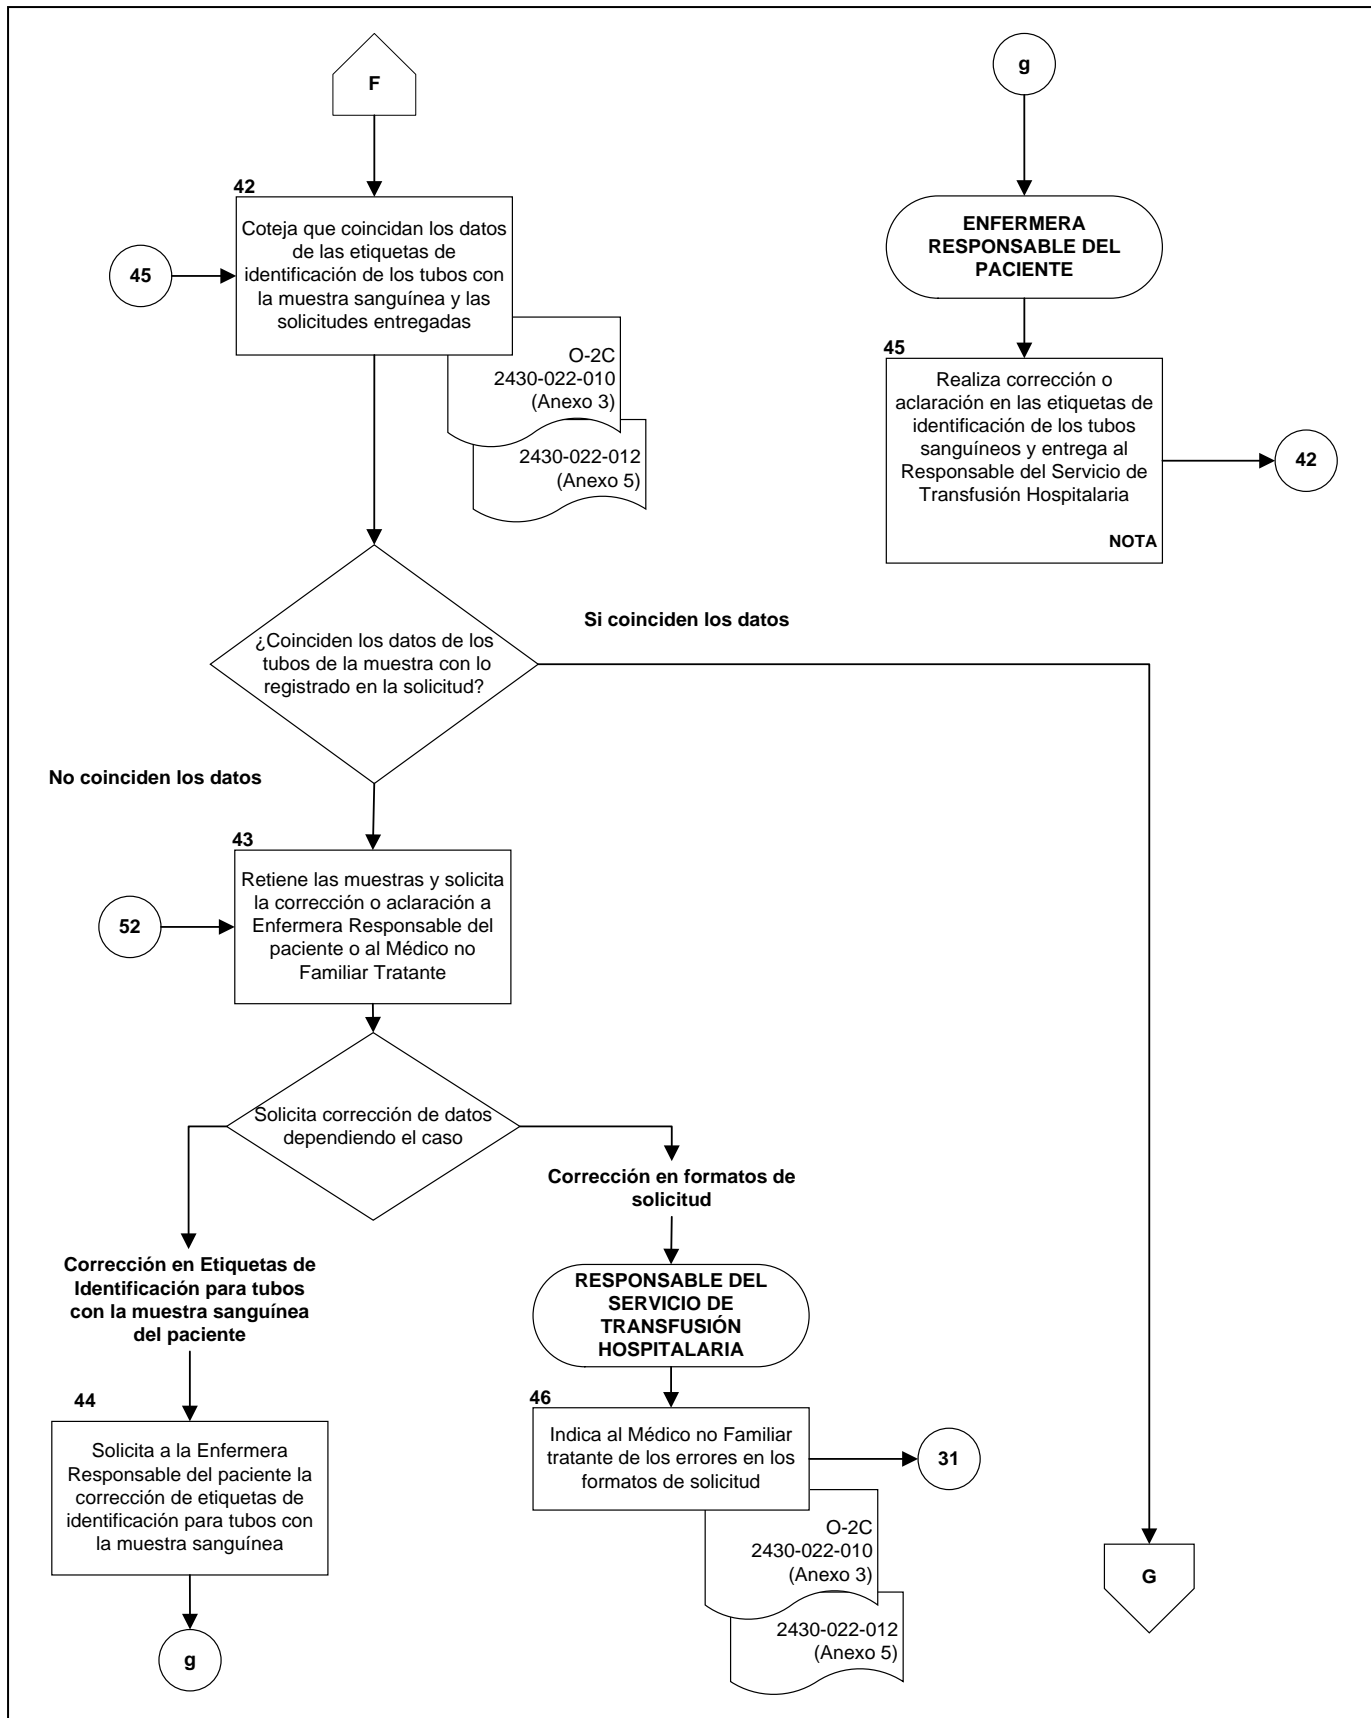 F
42
Coteja que coincidan los datos
de las etiquetas de
identificación de los tubos con
la muestra sanguínea y las
solicitudes entregadas
45
O-2C
2430-022-010
(Anexo 3)
2430-022-012
(Anexo 5)
¿Coinciden los datos de los
tubos de la muestra con lo
registrado en la solicitud?
Si coinciden los datos
No coinciden los datos
43
Retiene las muestras y solicita
la corrección o aclaración a
Enfermera Responsable del
paciente o al Médico no
Familiar Tratante
52
Solicita corrección de datos
dependiendo el caso
Corrección en Etiquetas de
Identificación para tubos
con la muestra sanguínea
del paciente
44
Solicita a la Enfermera
Responsable del paciente la
corrección de etiquetas de
identificación para tubos con
la muestra sanguínea
g
Corrección en formatos de
solicitud
RESPONSABLE DEL
SERVICIO DE
TRANSFUSIÓN
HOSPITALARIA
46
Indica al Médico no Familiar
tratante de los errores en los
formatos de solicitud
31
O-2C
2430-022-010
(Anexo 3)
2430-022-012
(Anexo 5)
g
ENFERMERA
RESPONSABLE DEL
PACIENTE
45
Realiza corrección o
aclaración en las etiquetas de
identificación de los tubos
sanguíneos y entrega al
Responsable del Servicio de
Transfusión Hospitalaria
NOTA
42
G